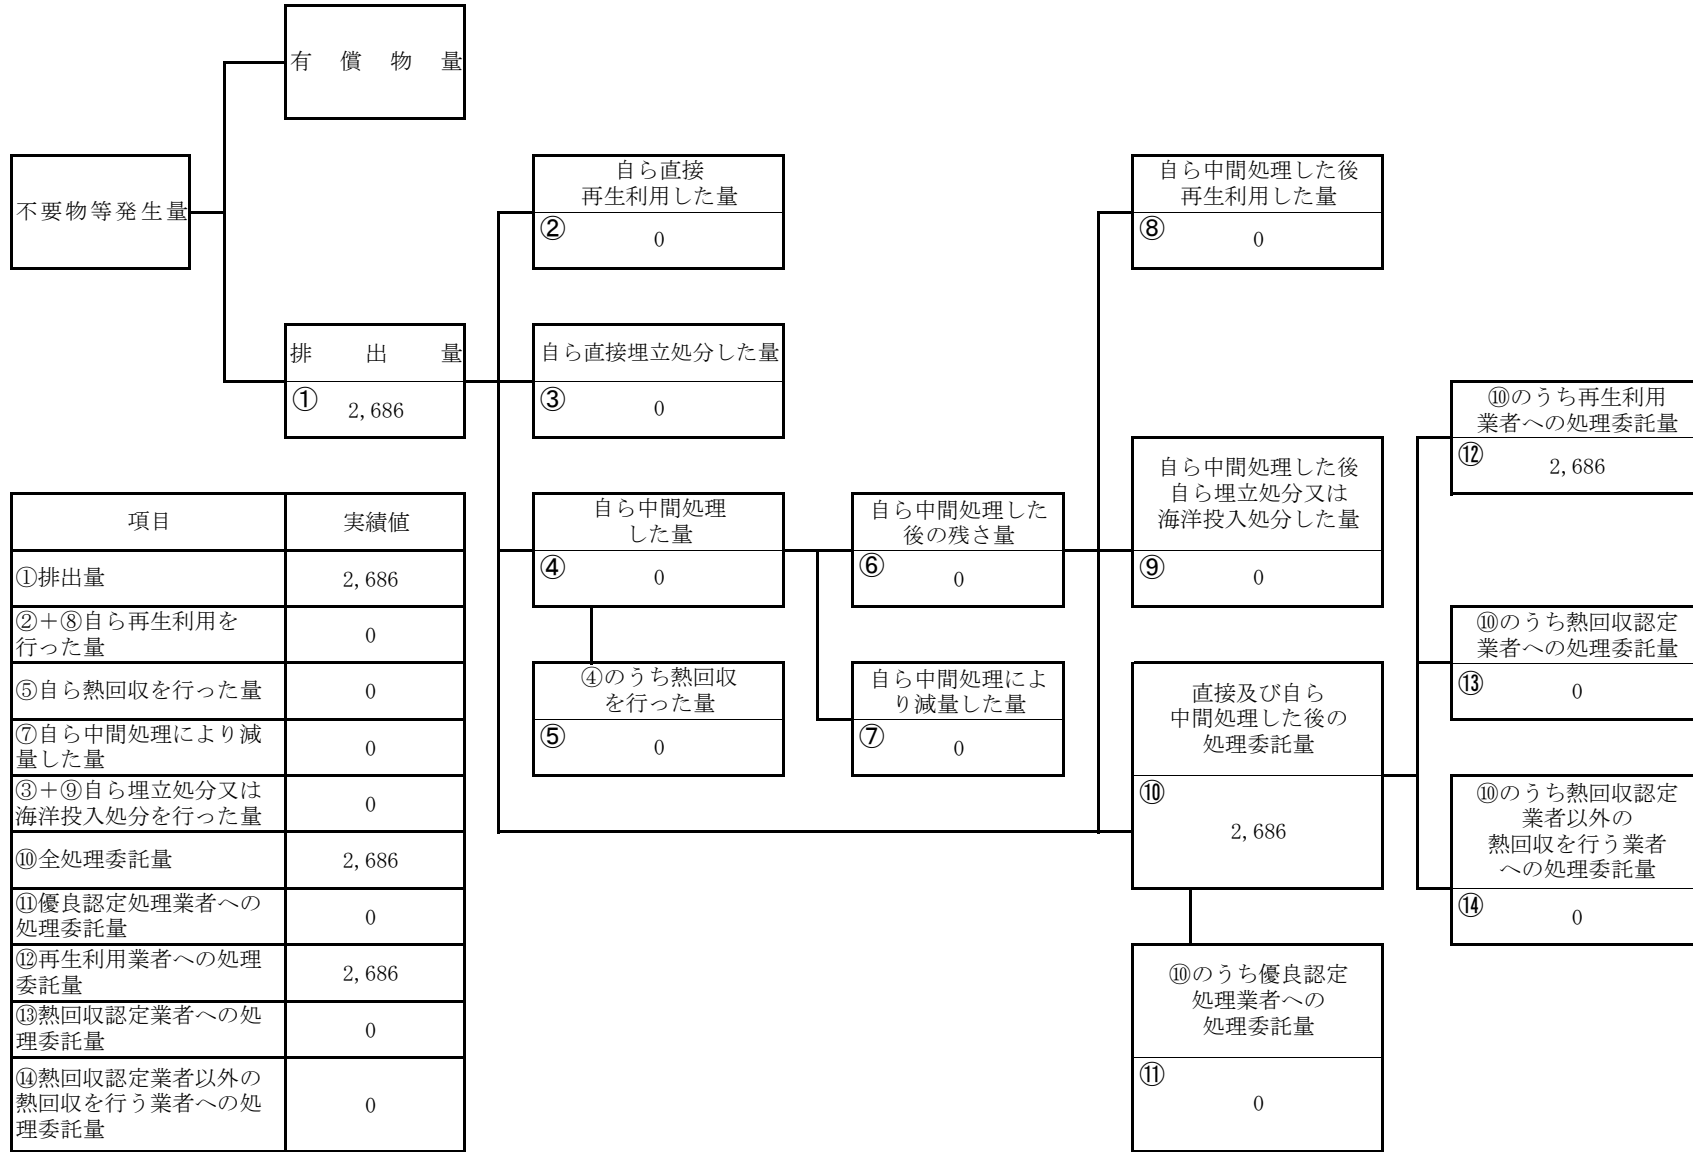 有償物量
不要物等発生量
排出量
①
2,686
自ら直接
再生利用した量
②
0
自ら直接埋立処分した量
③
0
自ら中間処理
した量
④
0
④のうち熱回収
を行った量
⑤
0
自ら中間処理した
後の残さ量
⑥
0
自ら中間処理によ
り減量した量
⑦
0
自ら中間処理した後
再生利用した量
⑧
0
自ら中間処理した後
自ら埋立処分又は
海洋投入処分した量
⑨
0
直接及び自ら
中間処理した後の
処理委託量
⑩
2,686
⑩のうち優良認定
処理業者への
処理委託量
⑪
0
⑩のうち再生利用
業者への処理委託量
⑫
2,686
⑩のうち熱回収認定
業者への処理委託量
⑬
0
⑩のうち熱回収認定
業者以外の
熱回収を行う業者
への処理委託量
⑭
0
項目 実績値
①排出量 2,686
②+⑧自ら再生利用を
行った量 0
⑤自ら熱回収を行った量 0
⑦自ら中間処理により減
量した量 0
③+⑨自ら埋立処分又は
海洋投入処分を行った量 0
⑩全処理委託量 2,686
⑪優良認定処理業者への
処理委託量 0
⑫再生利用業者への処理
委託量 2,686
⑬熱回収認定業者への処
理委託量 0
⑭熱回収認定業者以外の
熱回収を行う業者への処
理委託量 0